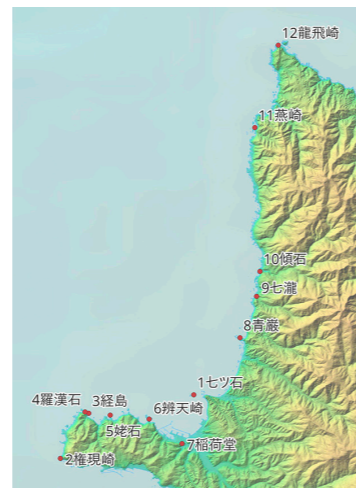 12龍飛崎
11燕崎
10傾石
9七瀧
8青巌
1七ツ石
4羅漢石
3経島
6辨天崎
5姥石
7稲荷堂
2権現崎